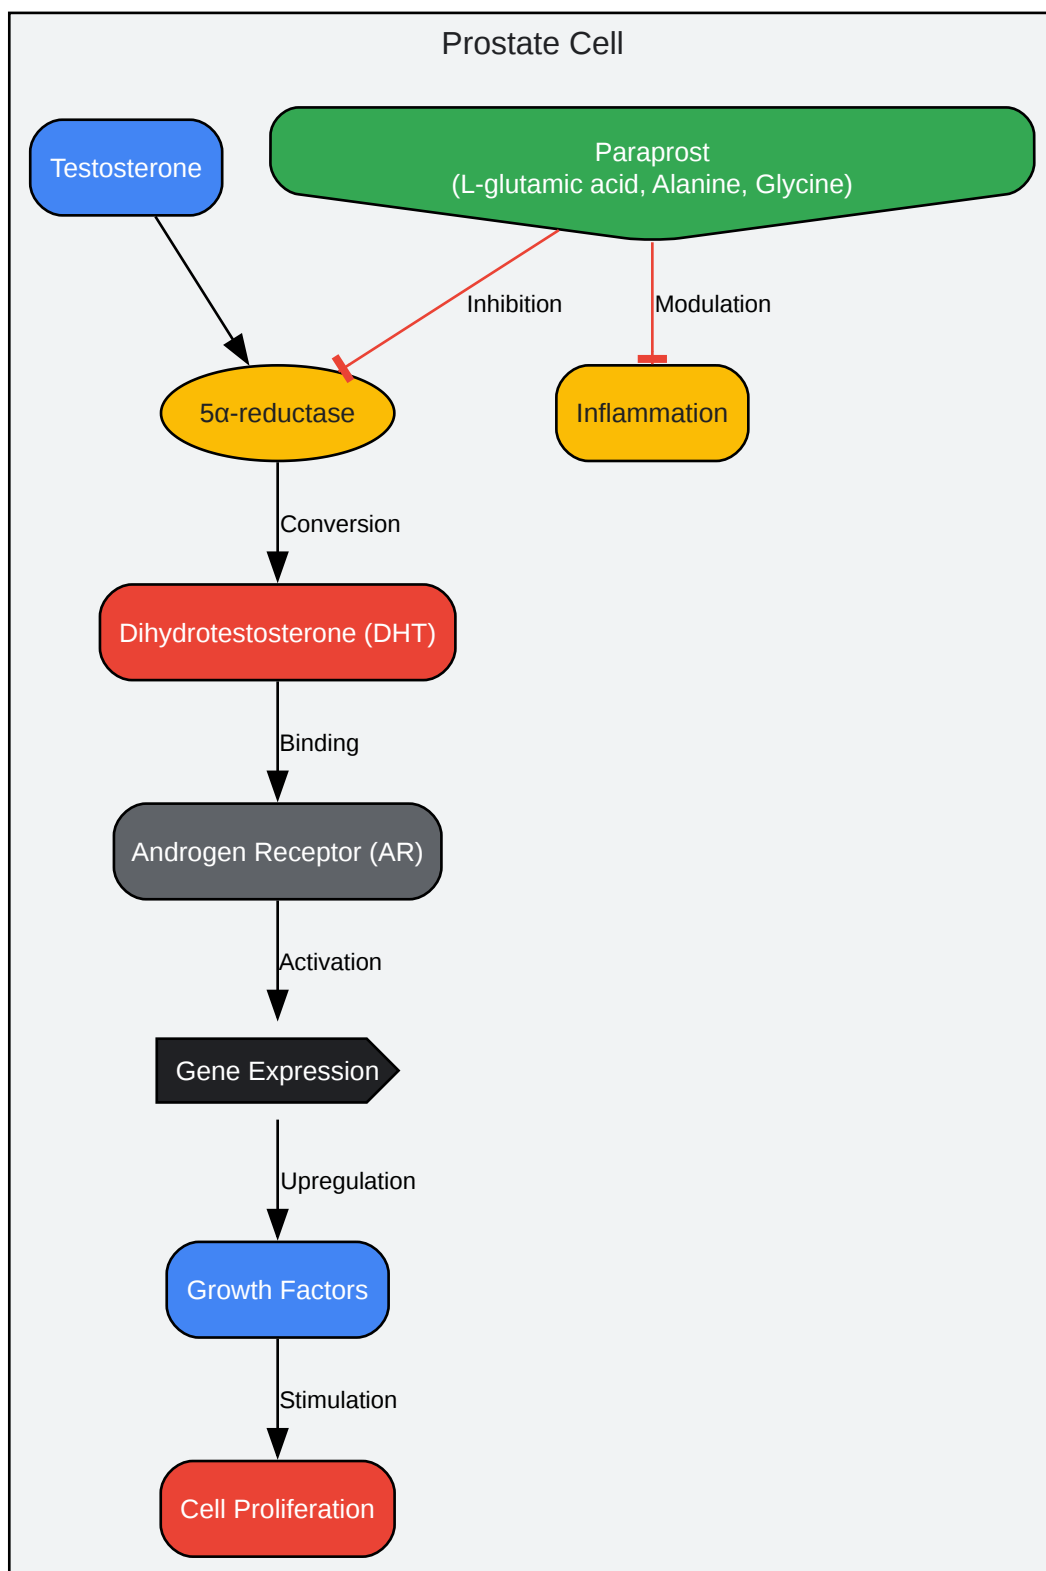 Prostate Cell
Testosterone
Paraprost
(L-glutamic acid, Alanine, Glycine)
Inhibition
Modulation
5α-reductase
Inflammation
Conversion
Dihydrotestosterone (DHT)
Binding
Androgen Receptor (AR)
Activation
Gene Expression
Upregulation
Growth Factors
Stimulation
Cell Proliferation